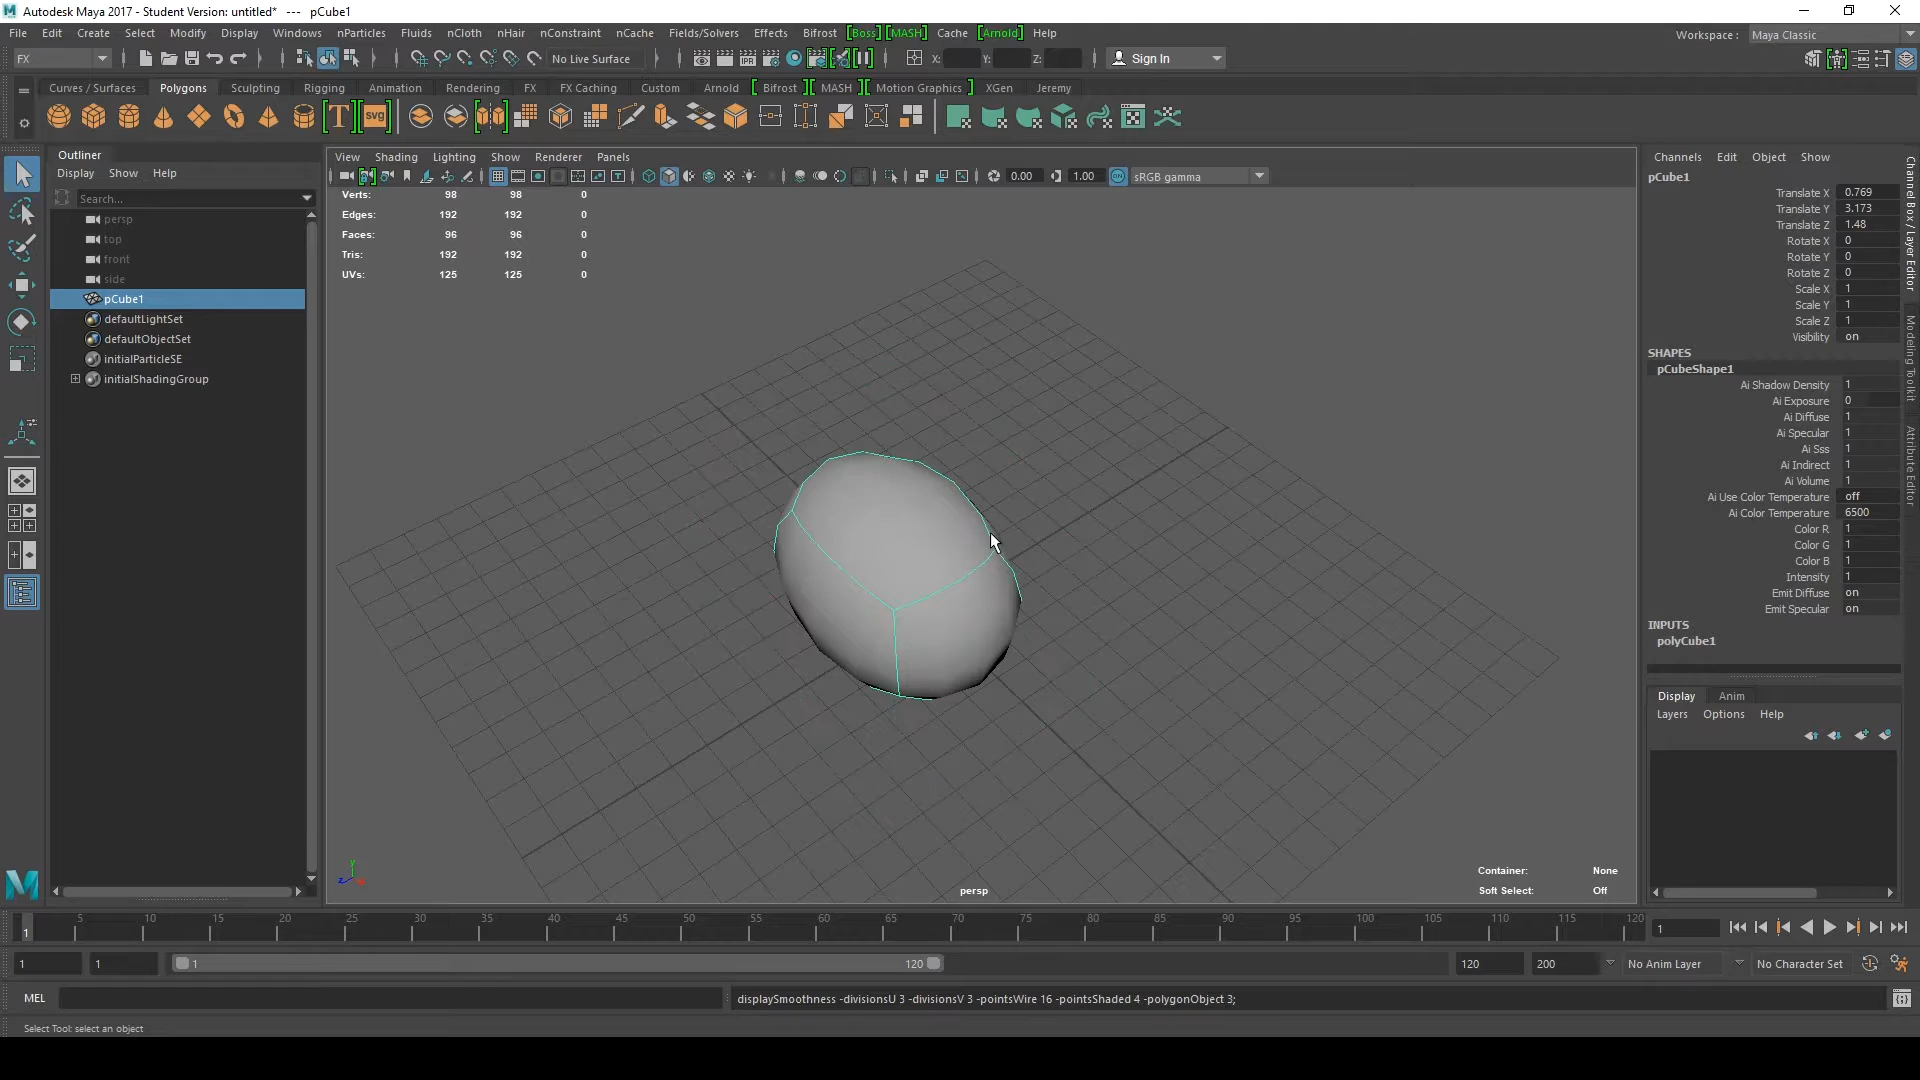 Autodesk Maya 2017 - Student Version: untitled* --- pCube1
File Edit Create Select Modify Display Windows nParticles Fluids nCloth nHair nConstraint nCache Fields/Solvers Effects Bifrost [Boss] [MASH] Cache [Arnold] Help
Workspace : Maya Classic
FX
No Live Surface
X: Y: Z:
Sign In
Curves / Surfaces Polygons Sculpting Rigging Animation Rendering FX FX Caching Custom Arnold Bifrost MASH Motion Graphics XGen Jeremy
T svg
IPR
Outliner
Display Show Help
Search...
persp
top
front
side
pCube1
defaultLightSet
defaultObjectSet
initialParticleSE
initialShadingGroup
View Shading Lighting Show Renderer Panels
0.00 1.00 ON sRGB gamma
Verts: 98 98 0
Edges: 192 192 0
Faces: 96 96 0
Tris: 192 192 0
UVs: 125 125 0
Container: None
Soft Select: Off
persp
y
z
Channels Edit Object Show
pCube1
Translate X 0.769
Translate Y 3.173
Translate Z 1.48
Rotate X 0
Rotate Y 0
Rotate Z 0
Scale X 1
Scale Y 1
Scale Z 1
Visibility on
SHAPES
pCubeShape1
Ai Shadow Density 1
Ai Exposure 0
Ai Diffuse 1
Ai Specular 1
Ai Sss 1
Ai Indirect 1
Ai Volume 1
Ai Use Color Temperature off
Ai Color Temperature 6500
Color R 1
Color G 1
Color B 1
Intensity 1
Emit Diffuse on
Emit Specular on
INPUTS
polyCube1
Display Anim
Layers Options Help
Channel Box / Layer Editor
Modeling Toolkit
Attribute Editor
5 10 15 20 25 30 35 40 45 50 55 60 65 70 75 80 85 90 95 100 105 110 115 120
1
1
1 1 1 120 120 200 No Anim Layer No Character Set
MEL
displaySmoothness -divisionsU 3 -divisionsV 3 -pointsWire 16 -pointsShaded 4 -polygonObject 3;
Select Tool: select an object